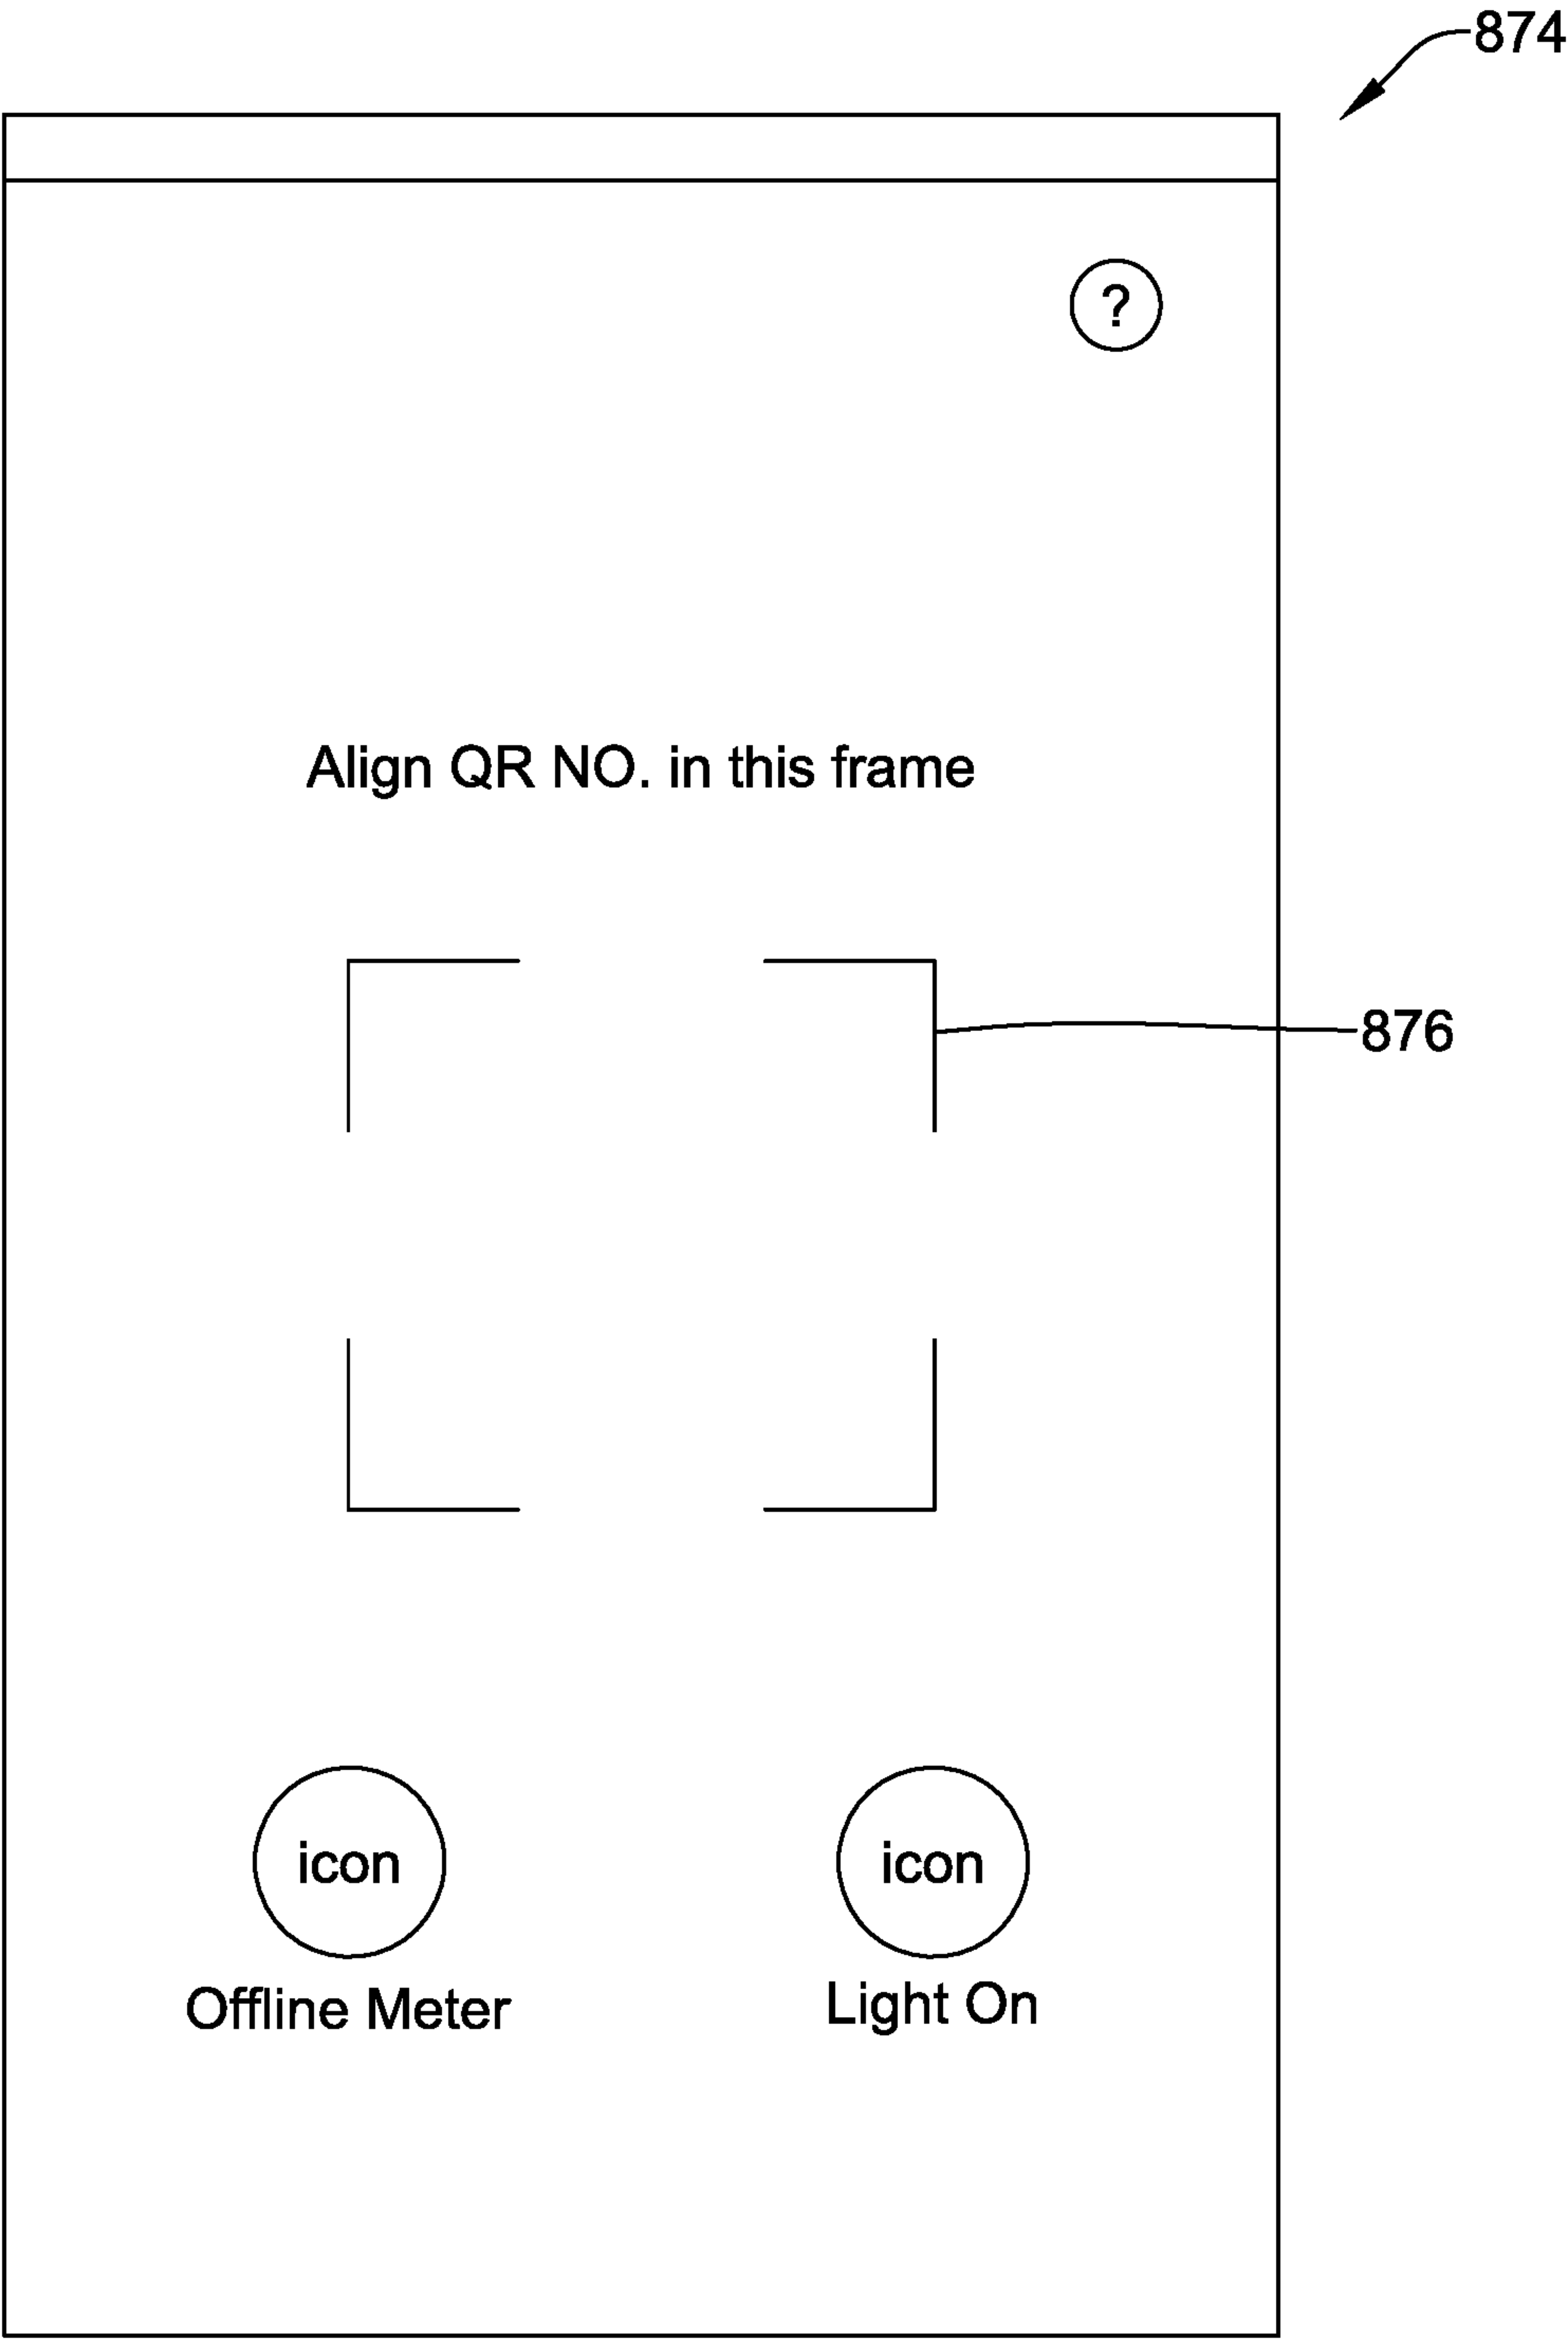 874
?
Align QR NO. in this frame
876
icon icon
Offline Meter Light On